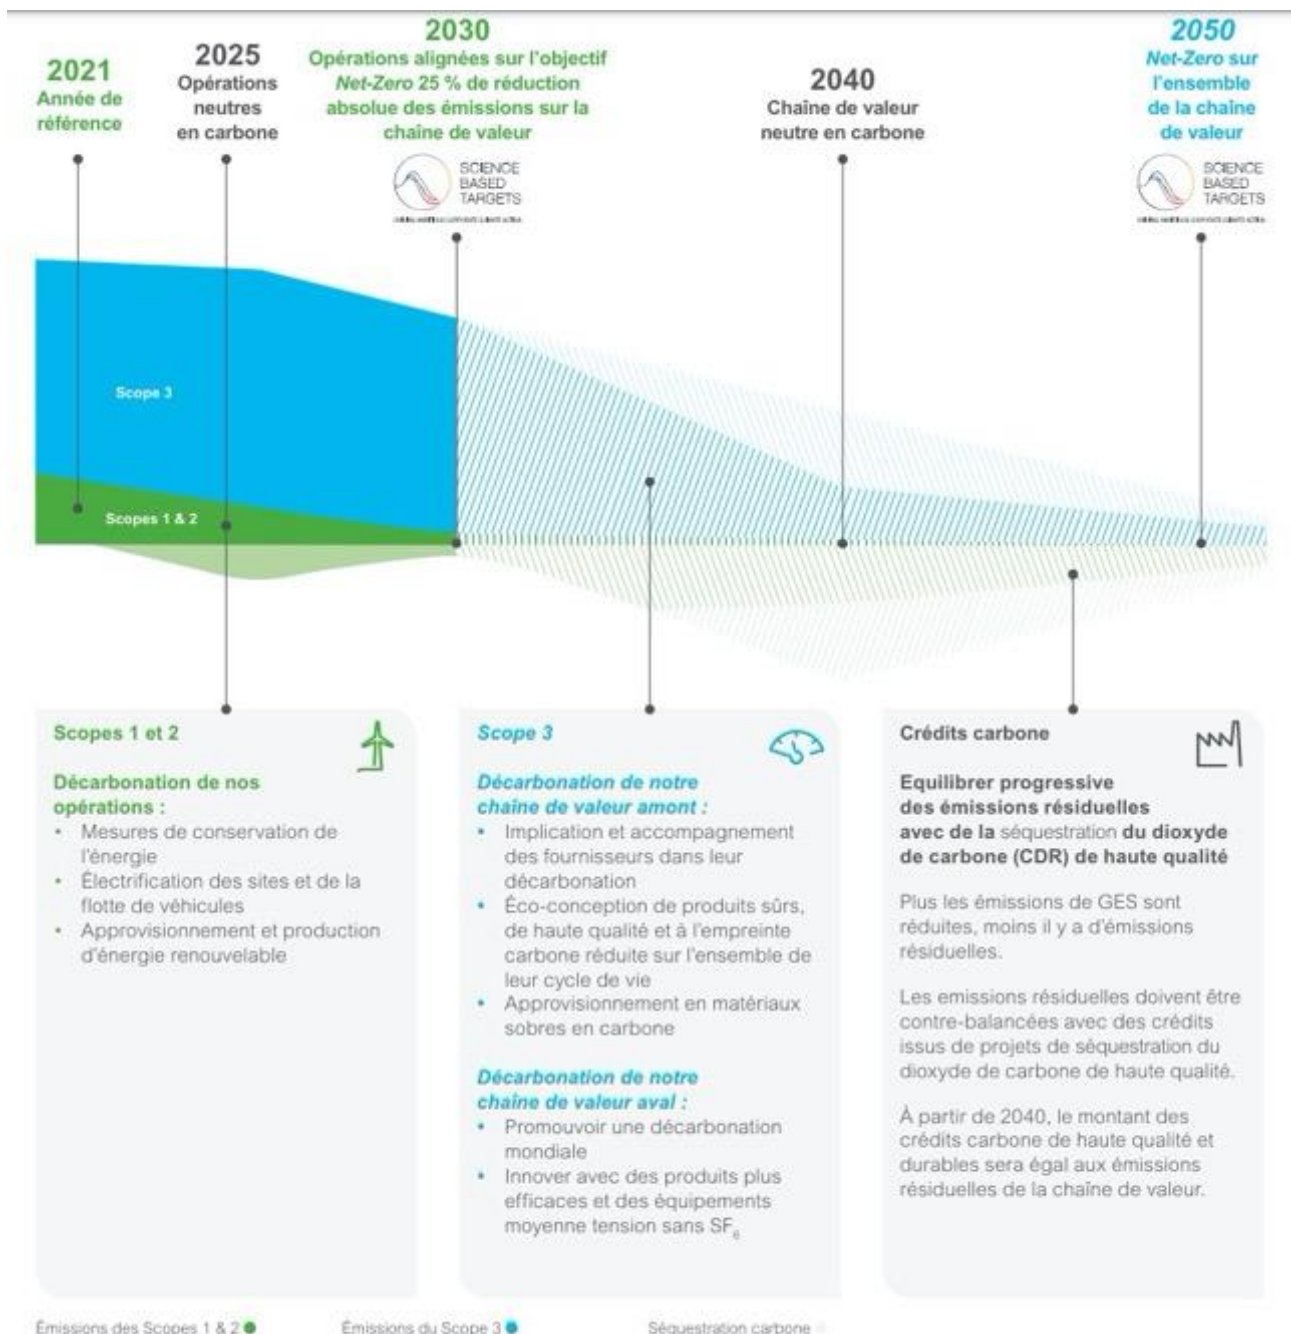 2021
Année de
référence
2025
Opérations
neutres
en carbone
2030
Opérations alignées sur l'objectif
Net-Zero 25 % de réduction
absolue des émissions sur la
chaîne de valeur
SCIENCE
BASED
TARGETS
2040
Chaîne de valeur
neutre en carbone
2050
Net-Zero sur
l'ensemble
de la chaîne
de valeur
SCIENCE
BASED
TARGETS
Scope 3
Scopes 1 & 2
Scopes 1 et 2
Décarbonation de nos
opérations :
• Mesures de conservation de
l'énergie
• Électrification des sites et de la
flotte de véhicules
• Approvisionnement et production
d'énergie renouvelable
Scope 3
Décarbonation de notre
chaîne de valeur amont :
• Implication et accompagnement
des fournisseurs dans leur
décarbonation
• Éco-conception de produits sûrs,
de haute qualité et à l'empreinte
carbone réduite sur l'ensemble de
leur cycle de vie
• Approvisionnement en matériaux
sobres en carbone
Décarbonation de notre
chaîne de valeur aval :
• Promouvoir une décarbonation
mondiale
• Innover avec des produits plus
efficaces et des équipements
moyenne tension sans SF₆
Crédits carbone
Equilibrer progressive
des émissions résiduelles
avec de la séquestration du dioxyde
de carbone (CDR) de haute qualité
Plus les émissions de GES sont
réduites, moins il y a d'émissions
résiduelles.
Les emissions résiduelles doivent être
contre-balancées avec des crédits
issus de projets de séquestration du
dioxyde de carbone de haute qualité.
À partir de 2040, le montant des
crédits carbone de haute qualité et
durables sera égal aux émissions
résiduelles de la chaîne de valeur.
Émissions des Scopes 1 & 2
Émissions du Scope 3
Séquestration carbone